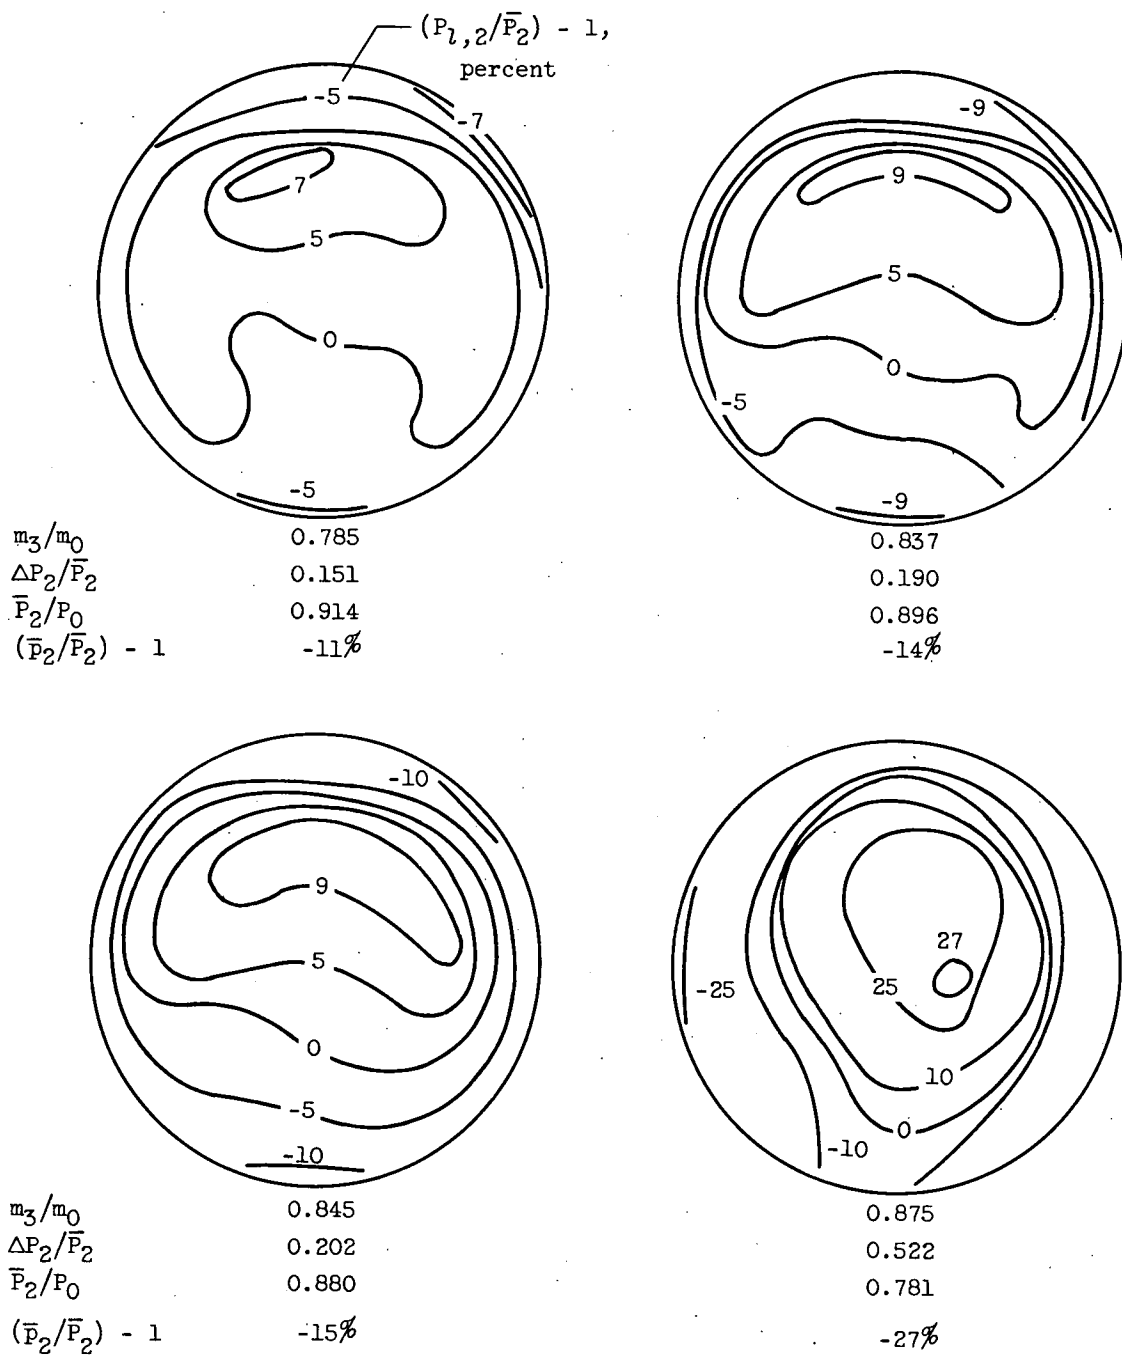 (P_{l,2}/P̅_2) - 1,
percent
-5
-7
7
5
0
-5
-9
9
5
0
-5
-9
m_3/m_0 0.785 0.837
ΔP_2/P̅_2 0.151 0.190
P̅_2/P_0 0.914 0.896
(p̅_2/P̅_2) - 1 -11% -14%
-10
9
5
0
-5
-10
27
25
-25
10
0
-10
m_3/m_0 0.845 0.875
ΔP_2/P̅_2 0.202 0.522
P̅_2/P_0 0.880 0.781
(p̅_2/P̅_2) - 1 -15% -27%